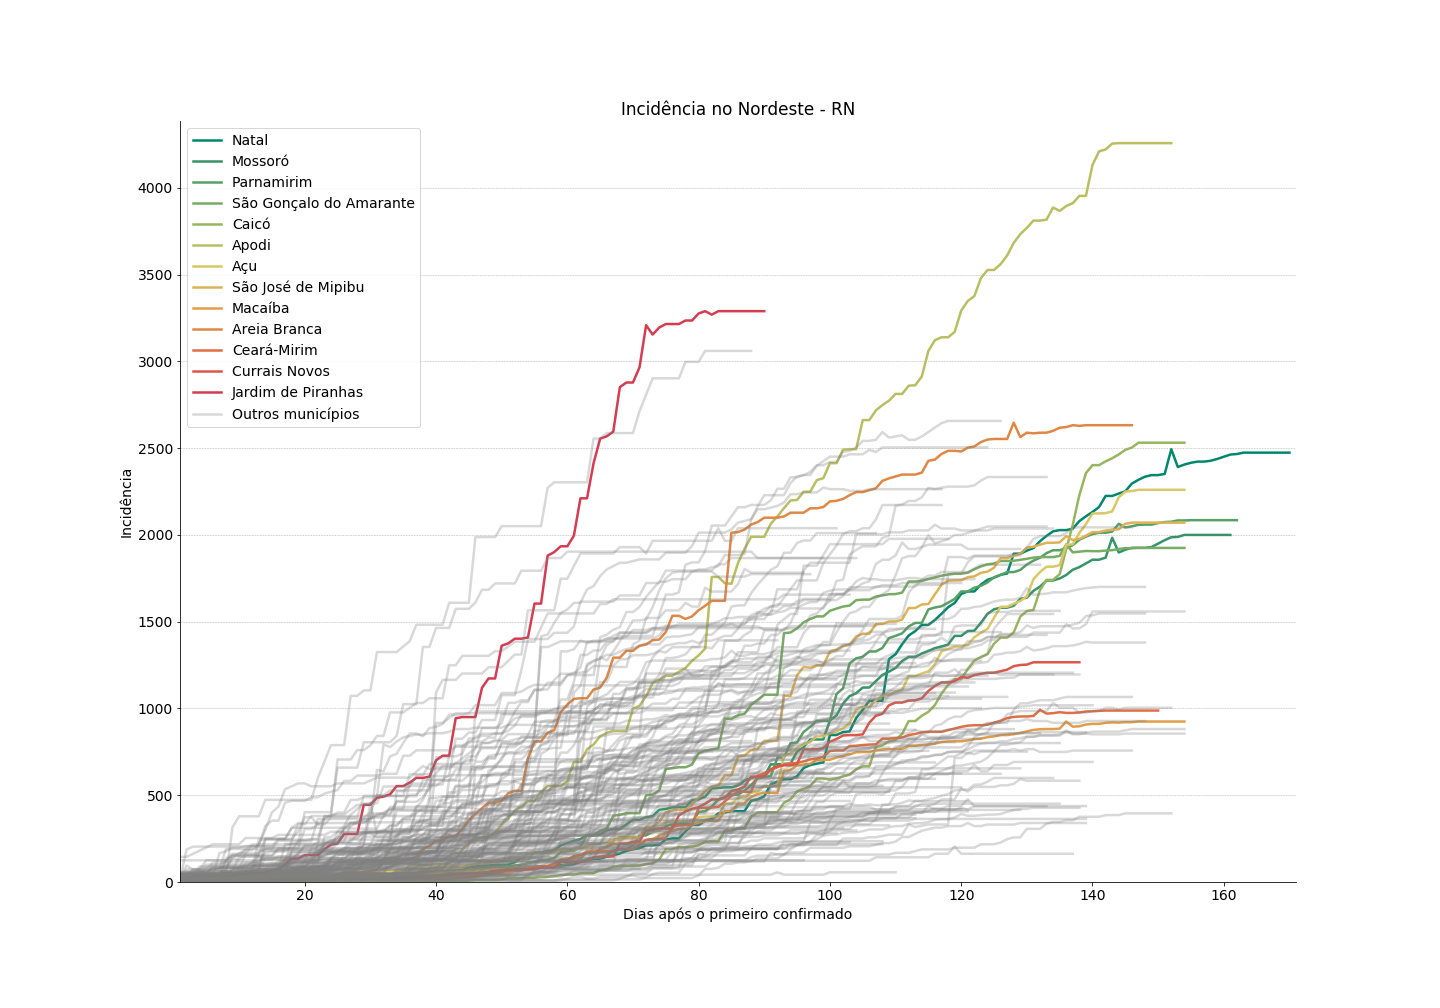 Incidência no Nordeste - RN
Natal
Mossoró
Parnamirim
São Gonçalo do Amarante
Caicó
Apodi
Açu
São José de Mipibu
Macaíba
Areia Branca
Ceará-Mirim
Currais Novos
Jardim de Piranhas
Outros municípios
4000
3500
3000
2500
2000
1500
1000
500
0
Incidência
20 40 60 80 100 120 140 160
Dias após o primeiro confirmado